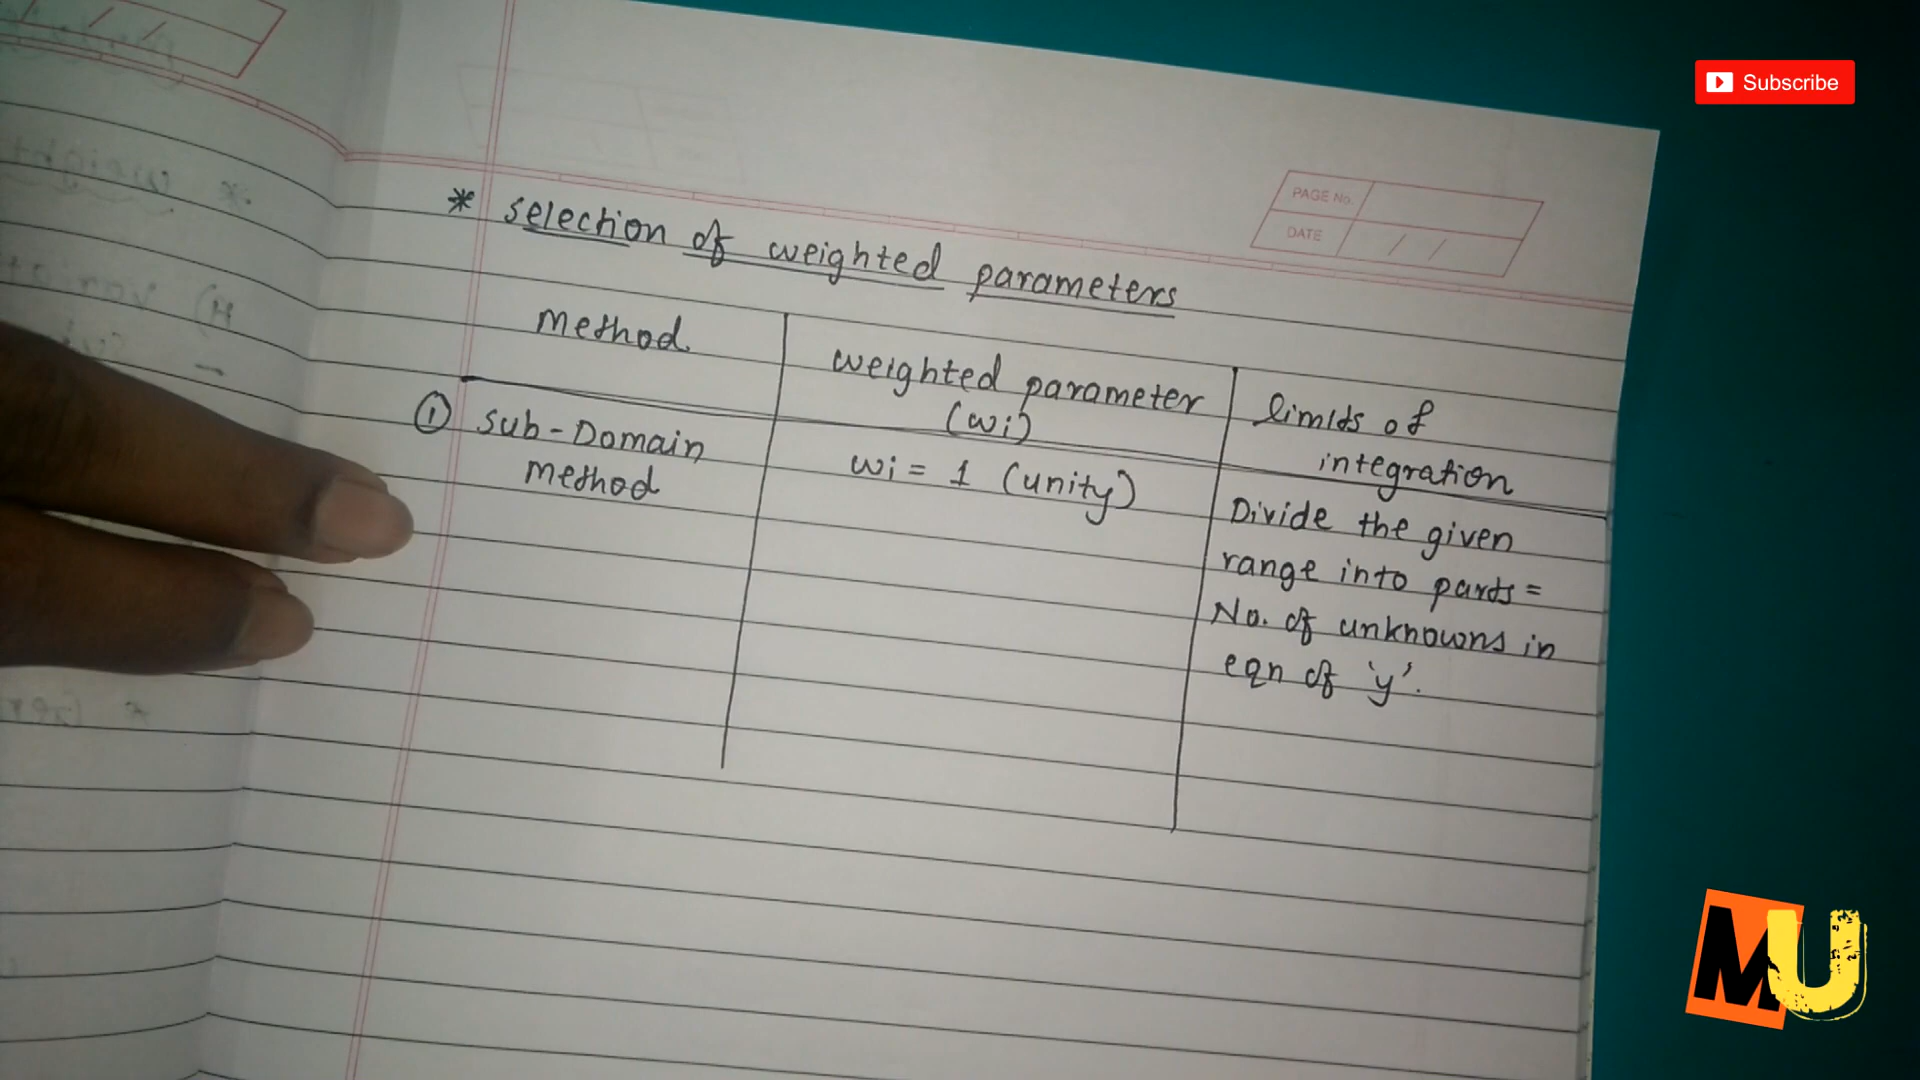 Subscribe
PAGE No.
DATE / /
* selection of weighted parameters
Method
weighted parameter
(wi)
limits of
integration
① Sub-Domain
Method
wi = 1 (unity)
Divide the given
range into parts =
No. of unknowns in
eqn of 'y'.
MU